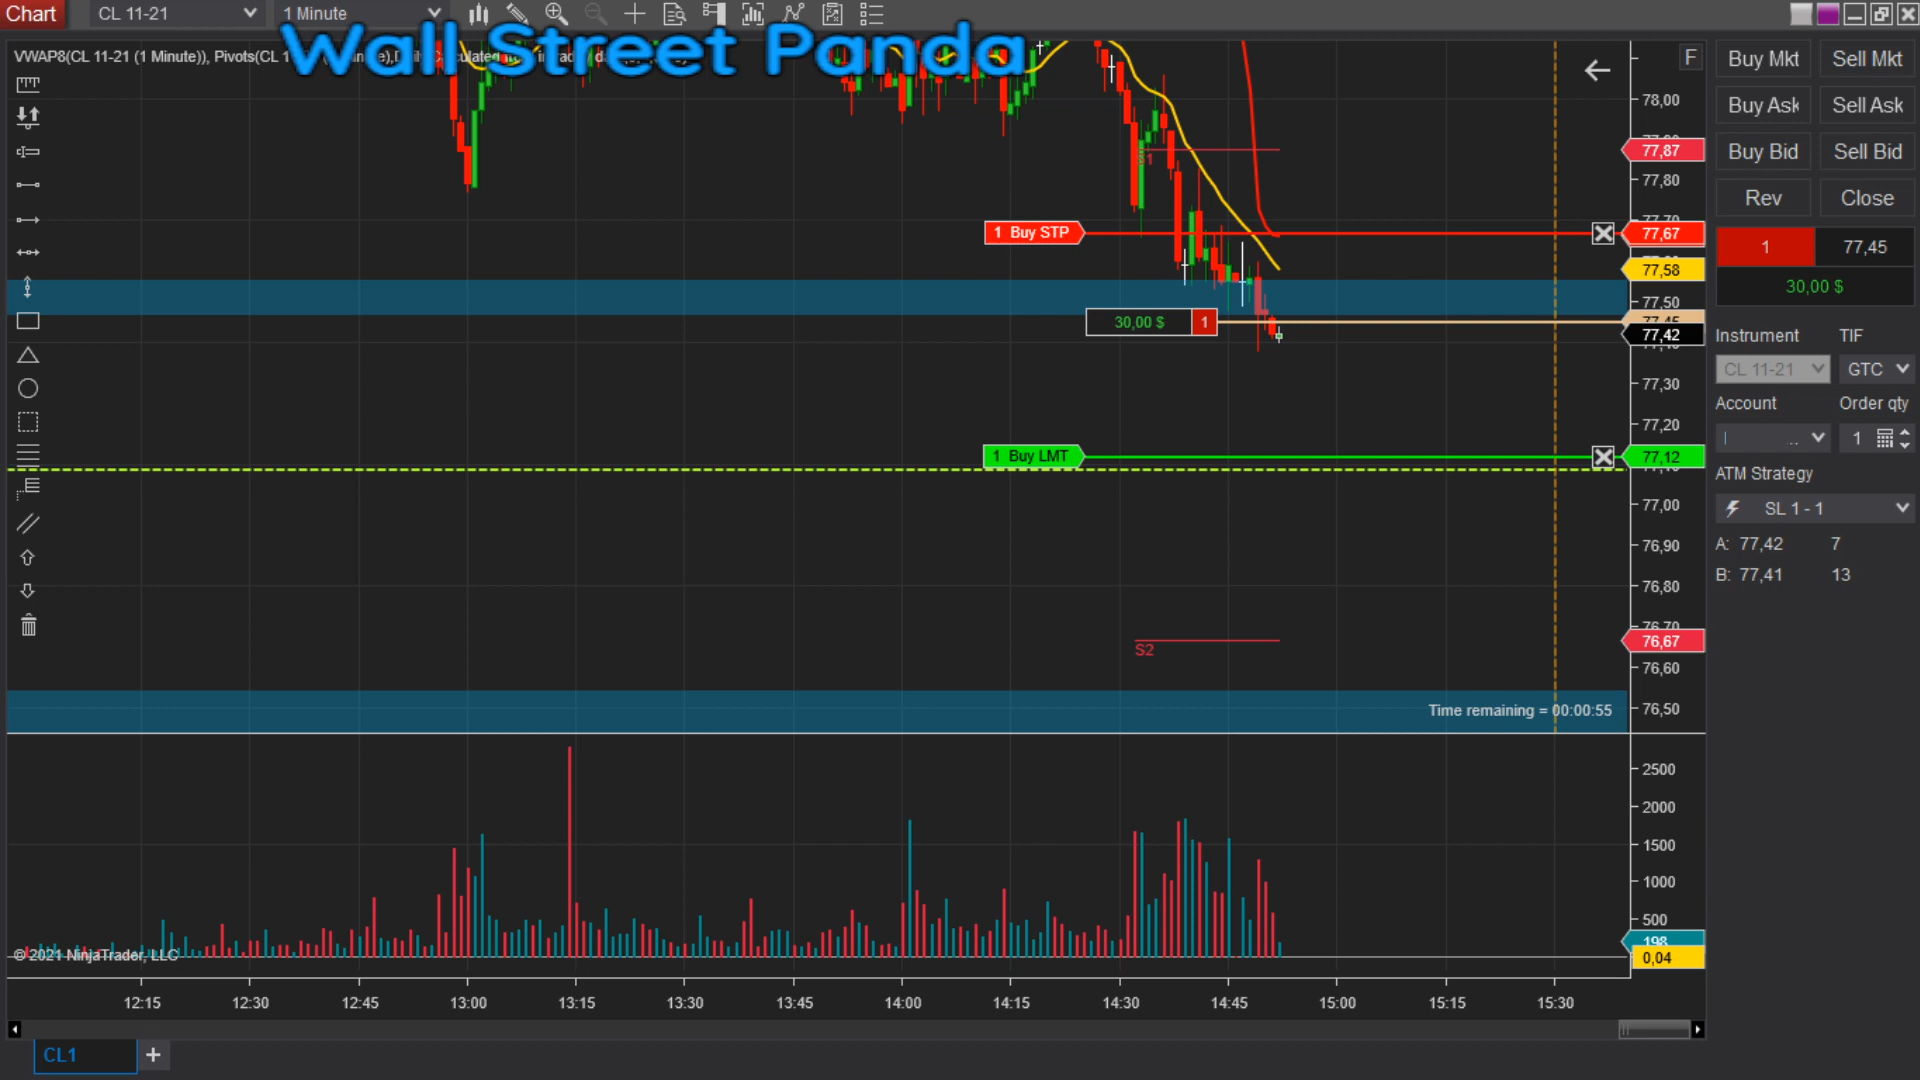 Chart CL 11-21 1 Minute
Wall Street Panda
VWAP8(CL 11-21 (1 Minute)), Pivots(CL 1
F
Buy Mkt Sell Mkt
Buy Ask Sell Ask
Buy Bid Sell Bid
Rev Close
1 77,45
30,00 $
Instrument TIF
CL 11-21 GTC
Account Order qty
1
ATM Strategy
SL 1 - 1
A: 77,42 7
B: 77,41 13
78,00
77,87
77,80
77,67
77,58
77,50
77,45
77,42
77,30
77,20
77,12
77,00
76,90
76,80
76,70
76,67
76,60
76,50
1 Buy STP
30,00 $ 1
1 Buy LMT
S2
Time remaining = 00:00:55
2500
2000
1500
1000
500
198
0,04
© 2021 NinjaTrader, LLC
12:15 12:30 12:45 13:00 13:15 13:30 13:45 14:00 14:15 14:30 14:45 15:00 15:15 15:30
CL1 +